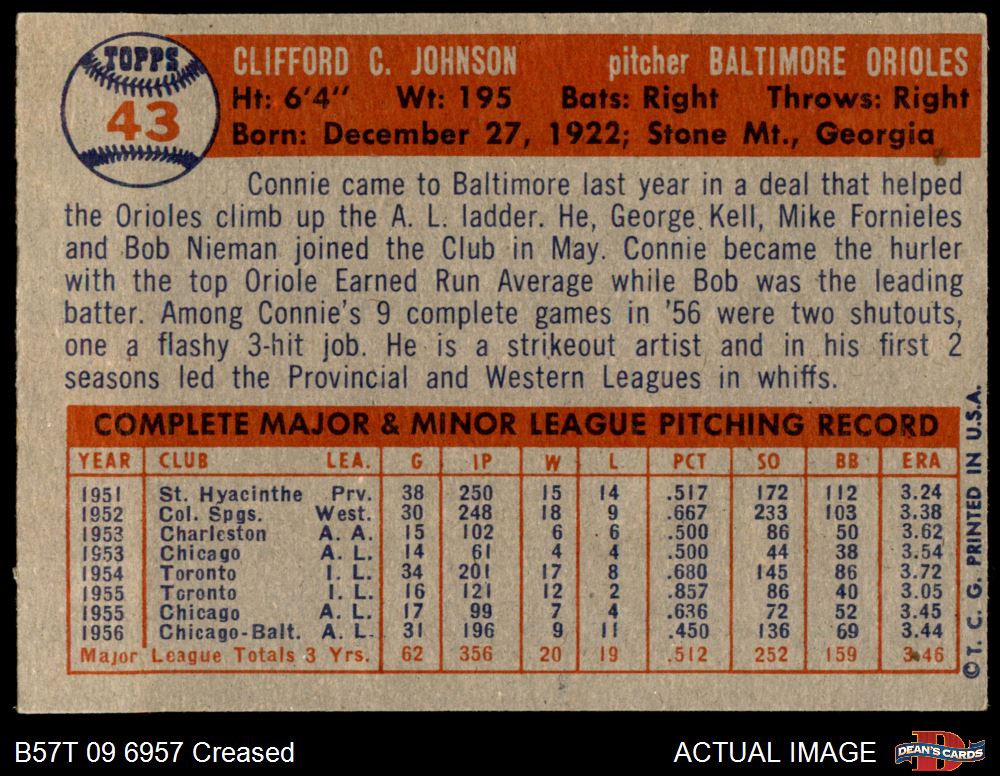 TOPPS
43
CLIFFORD C. JOHNSON pitcher BALTIMORE ORIOLES
Ht: 6'4" Wt: 195 Bats: Right Throws: Right
Born: December 27, 1922; Stone Mt., Georgia
Connie came to Baltimore last year in a deal that helped
the Orioles climb up the A. L. ladder. He, George Kell, Mike Fornieles
and Bob Nieman joined the Club in May. Connie became the hurler
with the top Oriole Earned Run Average while Bob was the leading
batter. Among Connie's 9 complete games in '56 were two shutouts,
one a flashy 3-hit job. He is a strikeout artist and in his first 2
seasons led the Provincial and Western Leagues in whiffs.
COMPLETE MAJOR & MINOR LEAGUE PITCHING RECORD
YEAR CLUB LEA. G IP W L PCT SO BB ERA
1951 St. Hyacinthe Prv. 38 250 15 14 .517 172 112 3.24
1952 Col. Spgs. West. 30 248 18 9 .667 233 103 3.38
1953 Charleston A. A. 15 102 6 6 .500 86 50 3.62
1953 Chicago A. L. 14 61 4 4 .500 44 38 3.54
1954 Toronto I. L. 34 201 17 8 .680 145 86 3.72
1955 Toronto I. L. 16 121 12 2 .857 86 40 3.05
1955 Chicago A. L. 17 99 7 4 .636 72 52 3.45
1956 Chicago-Balt. A. L. 31 196 9 11 .450 136 69 3.44
Major League Totals 3 Yrs. 62 356 20 19 .512 252 159 3.46
© T. C. G. PRINTED IN U.S.A.
B57T 09 6957 Creased
ACTUAL IMAGE
DEAN'S CARDS